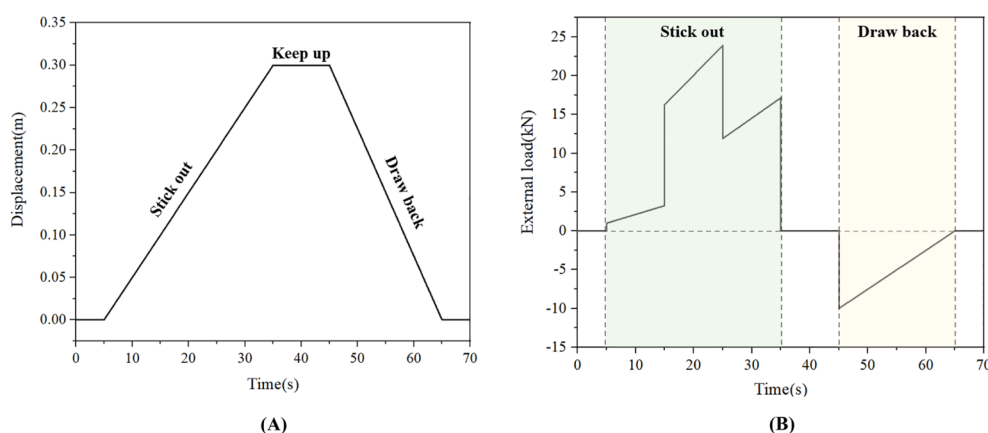 0.35
0.30
0.25
0.20
0.15
0.10
0.05
0.00
Displacement(m)
Stick out
Keep up
Draw back
0 10 20 30 40 50 60 70
Time(s)
(A)
25
20
15
10
5
0
-5
-10
-15
External load(kN)
Stick out
Draw back
0 10 20 30 40 50 60 70
Time(s)
(B)